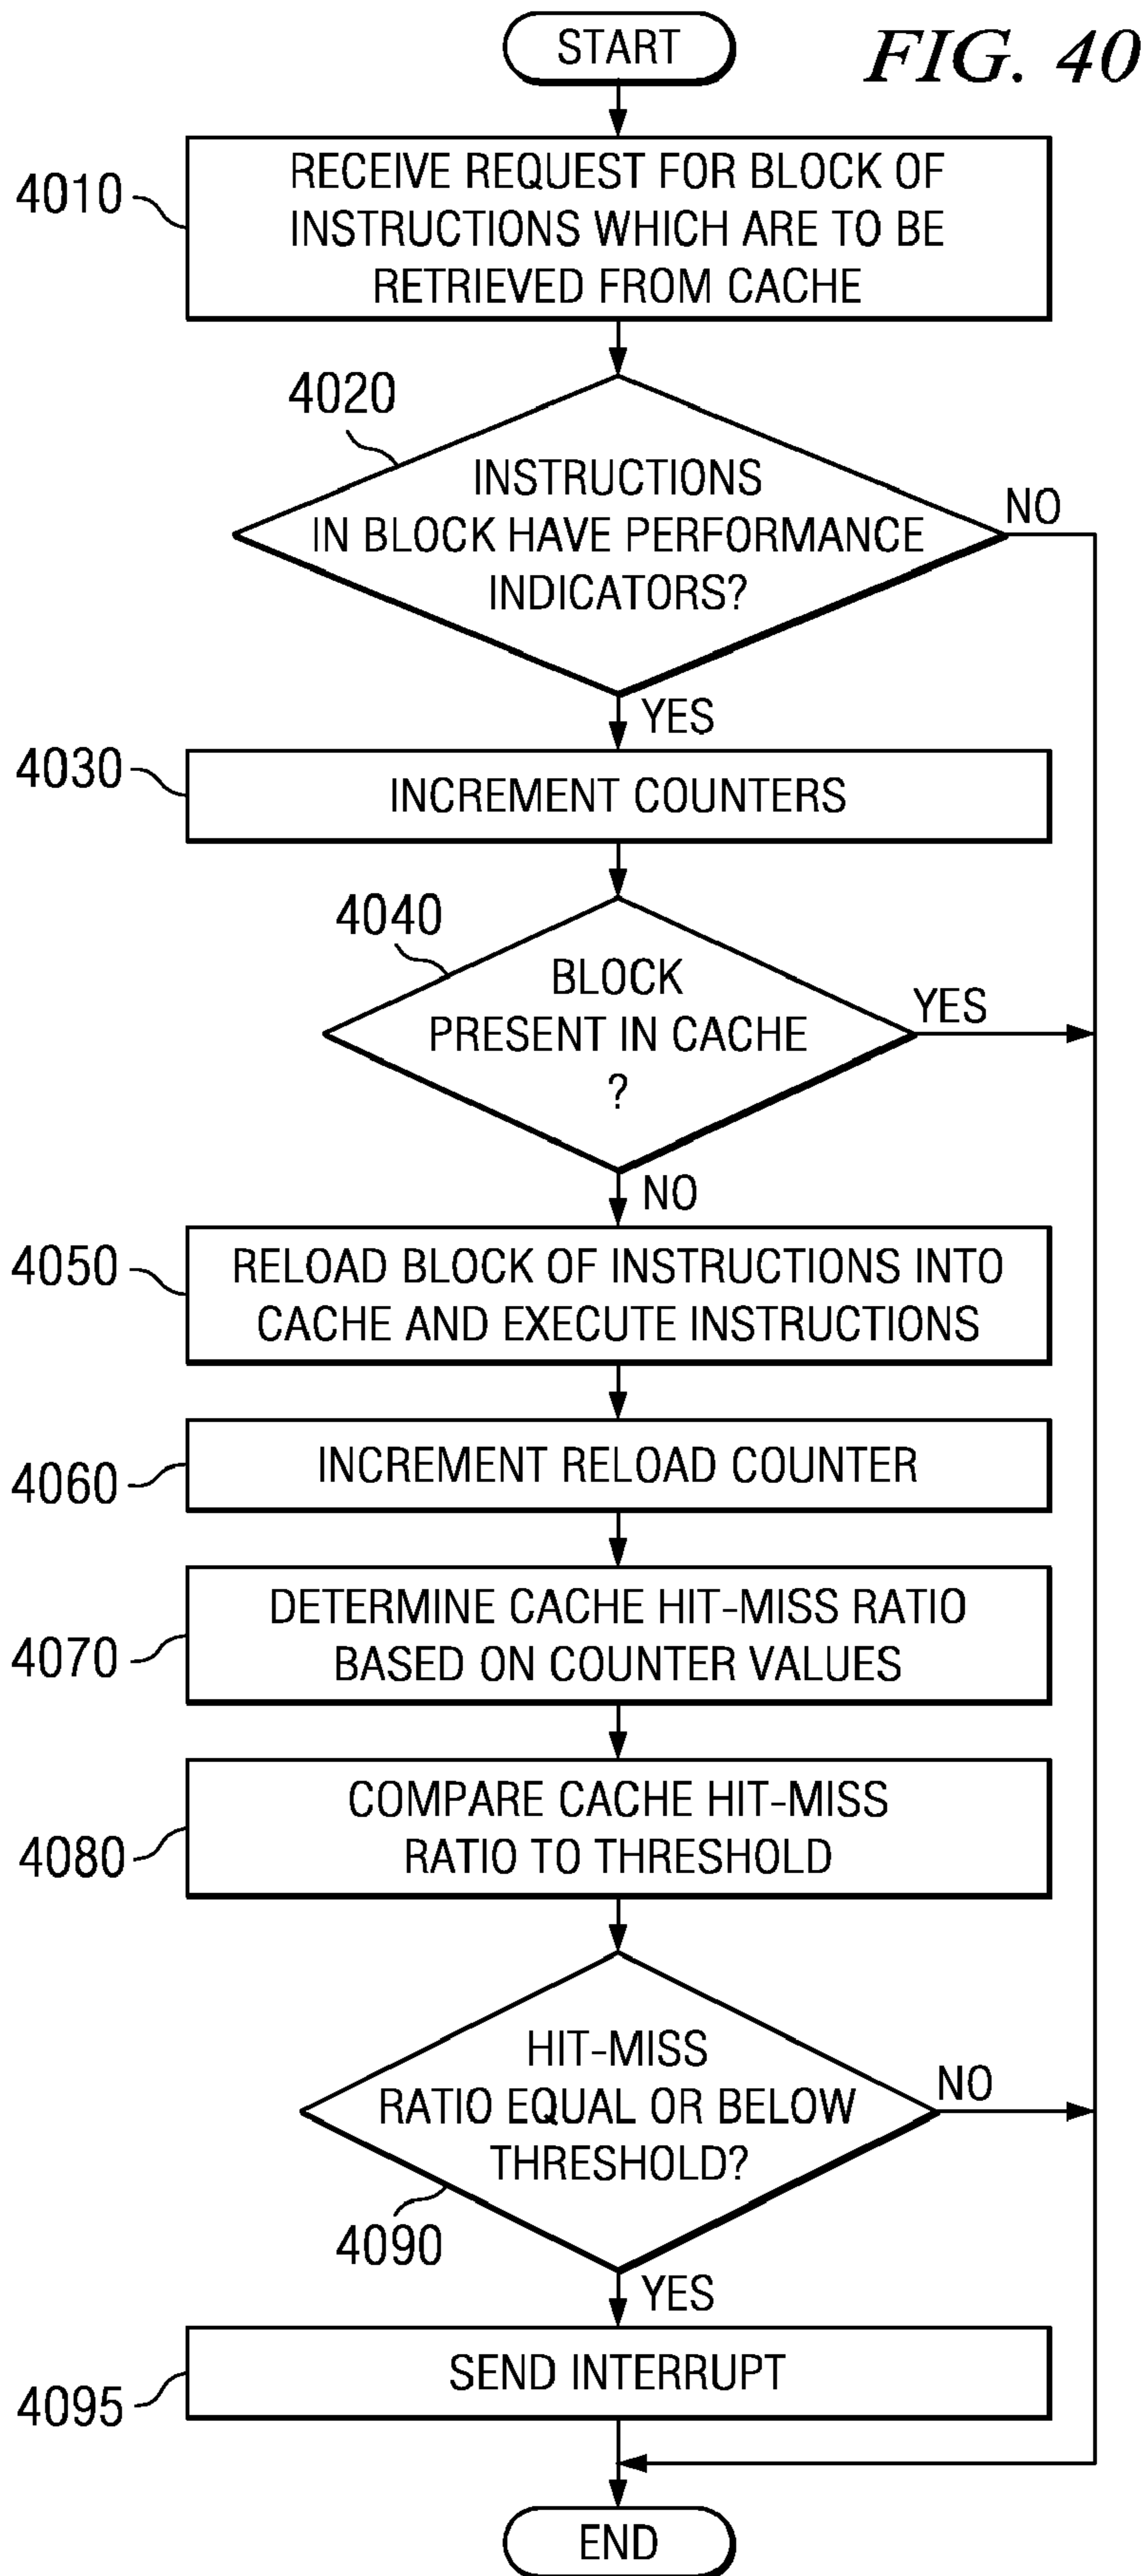 START
FIG. 40
4010
RECEIVE REQUEST FOR BLOCK OF
INSTRUCTIONS WHICH ARE TO BE
RETRIEVED FROM CACHE
4020
INSTRUCTIONS
IN BLOCK HAVE PERFORMANCE
INDICATORS?
NO
YES
4030
INCREMENT COUNTERS
4040
BLOCK
PRESENT IN CACHE
?
YES
NO
4050
RELOAD BLOCK OF INSTRUCTIONS INTO
CACHE AND EXECUTE INSTRUCTIONS
4060
INCREMENT RELOAD COUNTER
4070
DETERMINE CACHE HIT-MISS RATIO
BASED ON COUNTER VALUES
4080
COMPARE CACHE HIT-MISS
RATIO TO THRESHOLD
HIT-MISS
RATIO EQUAL OR BELOW
THRESHOLD?
NO
4090
YES
4095
SEND INTERRUPT
END